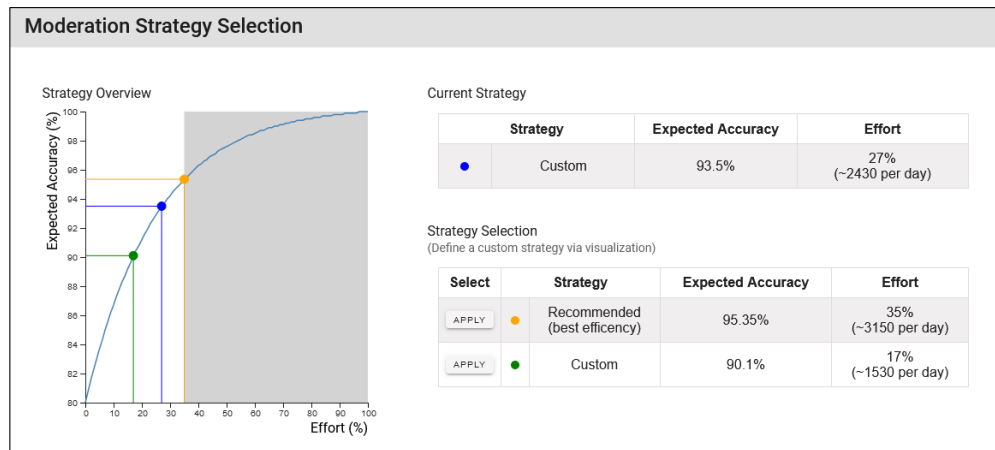 Moderation Strategy Selection
Strategy Overview
Expected Accuracy (%)
100
98
96
94
92
90
88
86
84
82
80
0 10 20 30 40 50 60 70 80 90 100
Effort (%)
Current Strategy
Strategy Expected Accuracy Effort
Custom 93.5% 27%
(~2430 per day)
Strategy Selection
(Define a custom strategy via visualization)
Select Strategy Expected Accuracy Effort
APPLY Recommended
(best efficency) 95.35% 35%
(~3150 per day)
APPLY Custom 90.1% 17%
(~1530 per day)